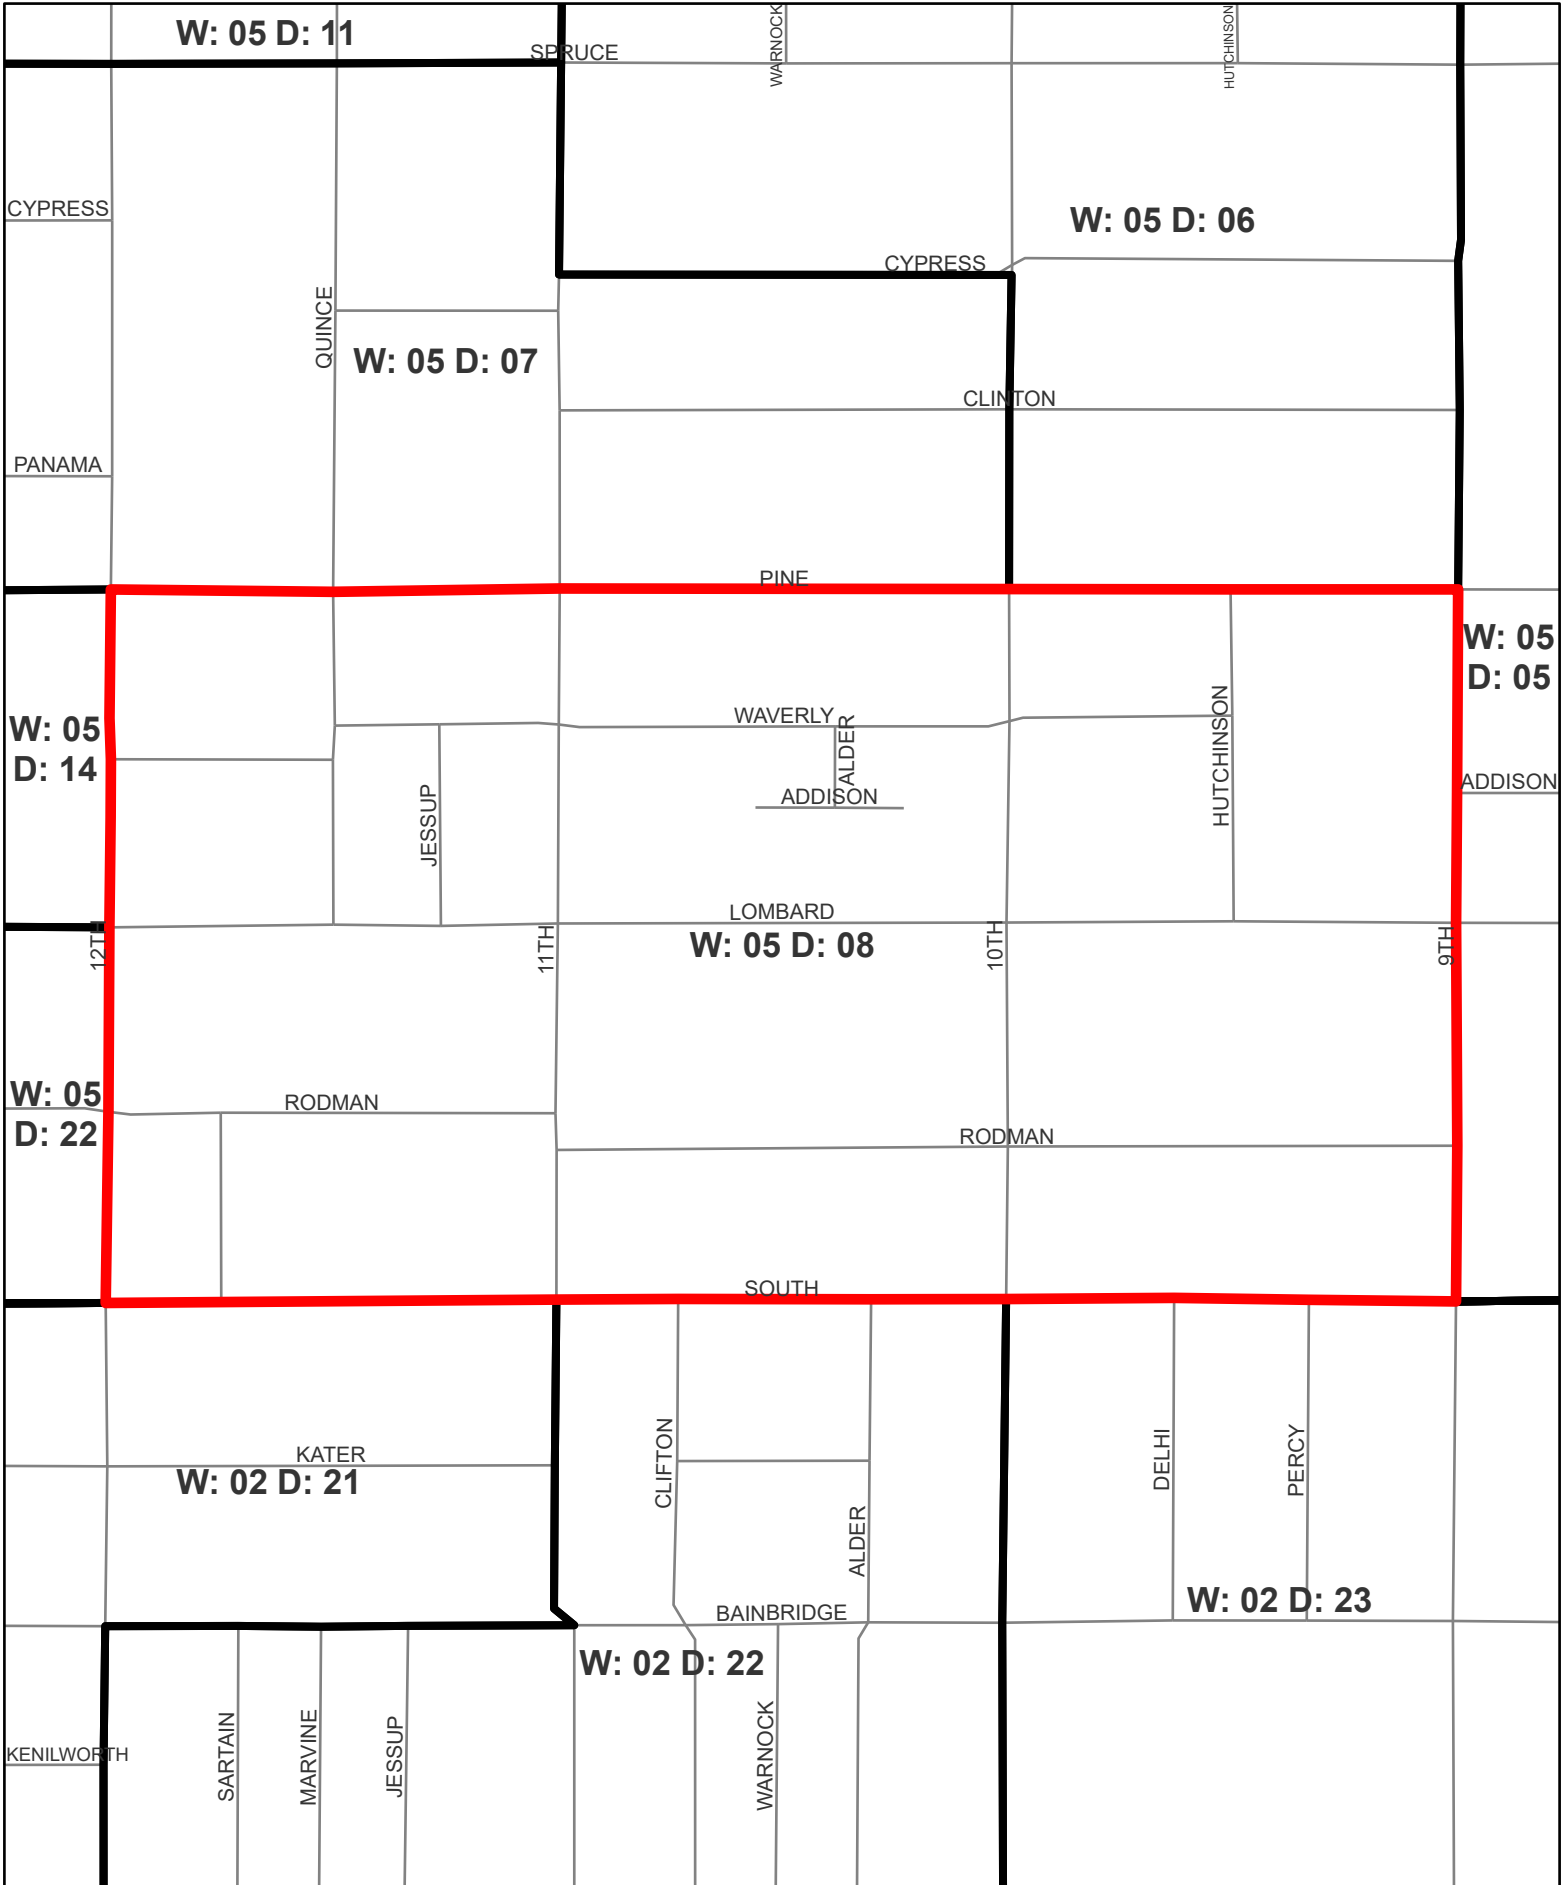 W: 05 D: 11
SPRUCE
WARNOCK
HUTCHINSON
CYPRESS
W: 05 D: 06
CYPRESS
QUINCE
W: 05 D: 07
CLINTON
PANAMA
PINE
W: 05
D: 05
W: 05
D: 14
WAVERLY
ALDER
HUTCHINSON
JESSUP
ADDISON
ADDISON
LOMBARD
12TH
11TH
W: 05 D: 08
10TH
9TH
W: 05
D: 22
RODMAN
RODMAN
SOUTH
KATER
W: 02 D: 21
CLIFTON
DELHI
PERCY
ALDER
BAINBRIDGE
W: 02 D: 23
W: 02 D: 22
KENILWORTH
SARTAIN
MARVINE
JESSUP
WARNOCK